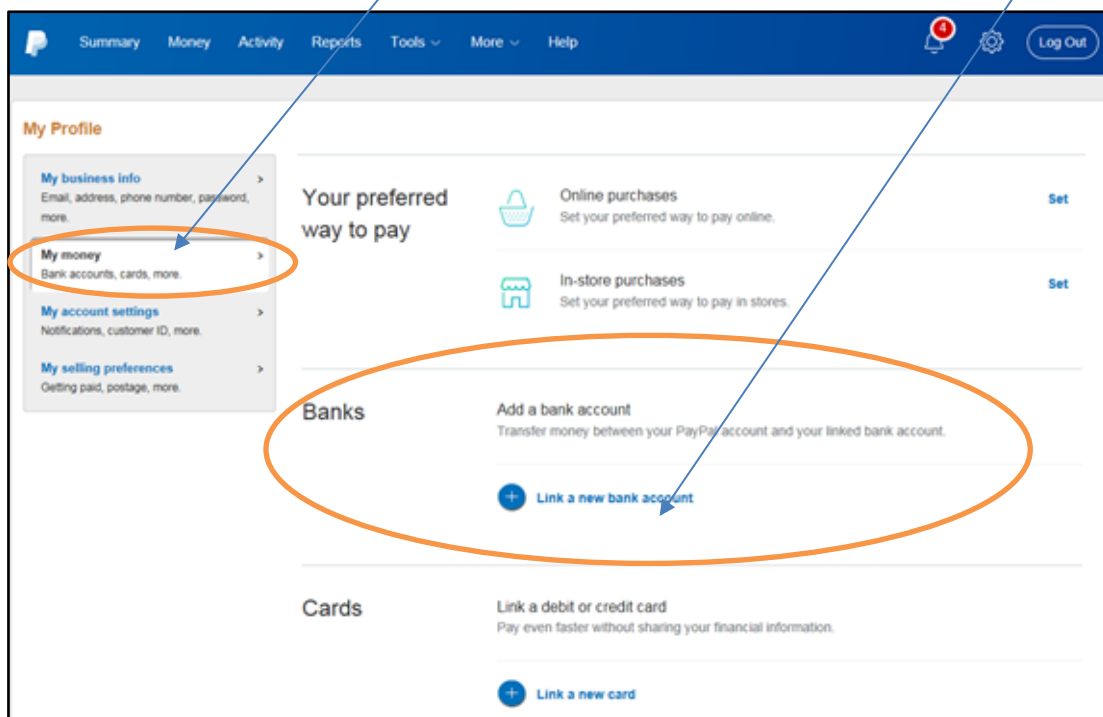 Summary Money Activity Reports Tools More Help 4 Log Out
My Profile
My business info
Email, address, phone number, password,
more.
My money
Bank accounts, cards, more.
My account settings
Notifications, customer ID, more.
My selling preferences
Getting paid, postage, more.
Your preferred
way to pay
Online purchases
Set your preferred way to pay online.
Set
In-store purchases
Set your preferred way to pay in stores.
Set
Banks
Add a bank account
Transfer money between your PayPal account and your linked bank account.
Link a new bank account
Cards
Link a debit or credit card
Pay even faster without sharing your financial information.
Link a new card